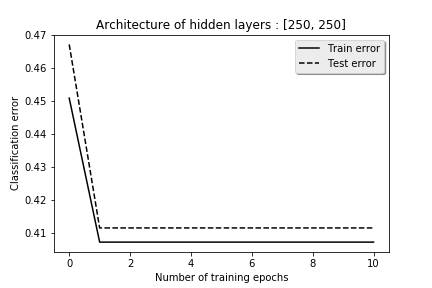 Architecture of hidden layers : [250, 250]
Train error
Test error
0.47
0.46
0.45
0.44
0.43
0.42
0.41
Classification error
0 2 4 6 8 10
Number of training epochs